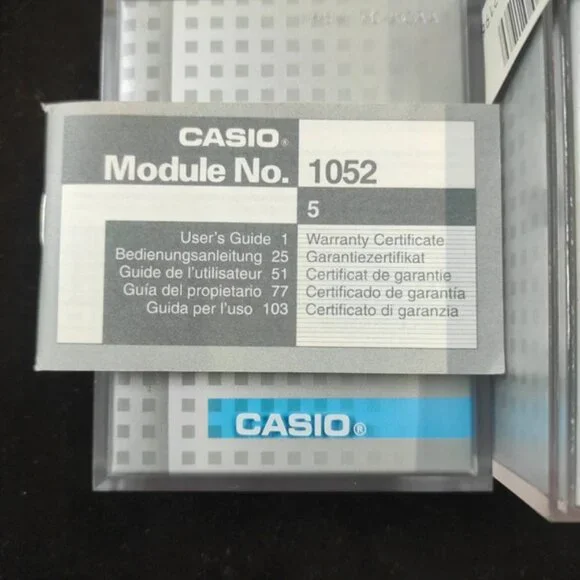 CASIO®
Module No. 1052
5
User's Guide 1 Warranty Certificate
Bedienungsanleitung 25 Garantiezertifikat
Guide de l'utilisateur 51 Certificat de garantie
Guía del propietario 77 Certificado de garantía
Guida per l'uso 103 Certificato di garanzia
CASIO®